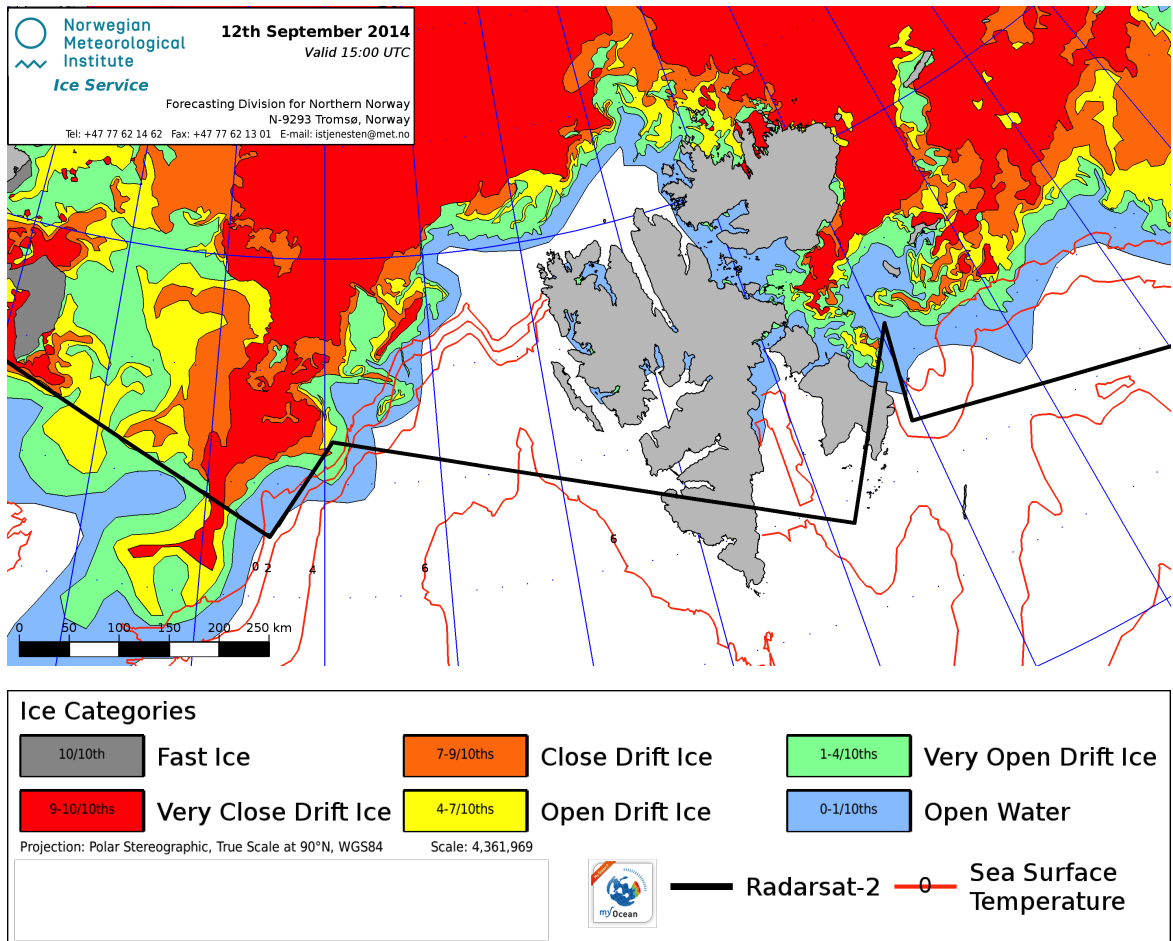 Norwegian
Meteorological
Institute
Ice Service
12th September 2014
Valid 15:00 UTC
Forecasting Division for Northern Norway
N-9293 Tromsø, Norway
Tel: +47 77 62 14 62 Fax: +47 77 62 13 01 E-mail: istjenesten@met.no
6
0 2 4 6
0 50 100 150 200 250 km
Ice Categories
10/10th Fast Ice 7-9/10ths Close Drift Ice 1-4/10ths Very Open Drift Ice
9-10/10ths Very Close Drift Ice 4-7/10ths Open Drift Ice 0-1/10ths Open Water
Projection: Polar Stereographic, True Scale at 90°N, WGS84 Scale: 4,361,969
myOcean
Radarsat-2
0 Sea Surface
Temperature